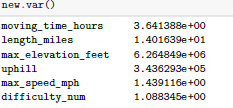 new.var()
moving_time_hours 3.641388e+00
length_miles 1.401639e+01
max_elevation_feet 6.264849e+06
uphill 3.436293e+05
max_speed_mph 1.439116e+00
difficulty_num 1.088345e+00